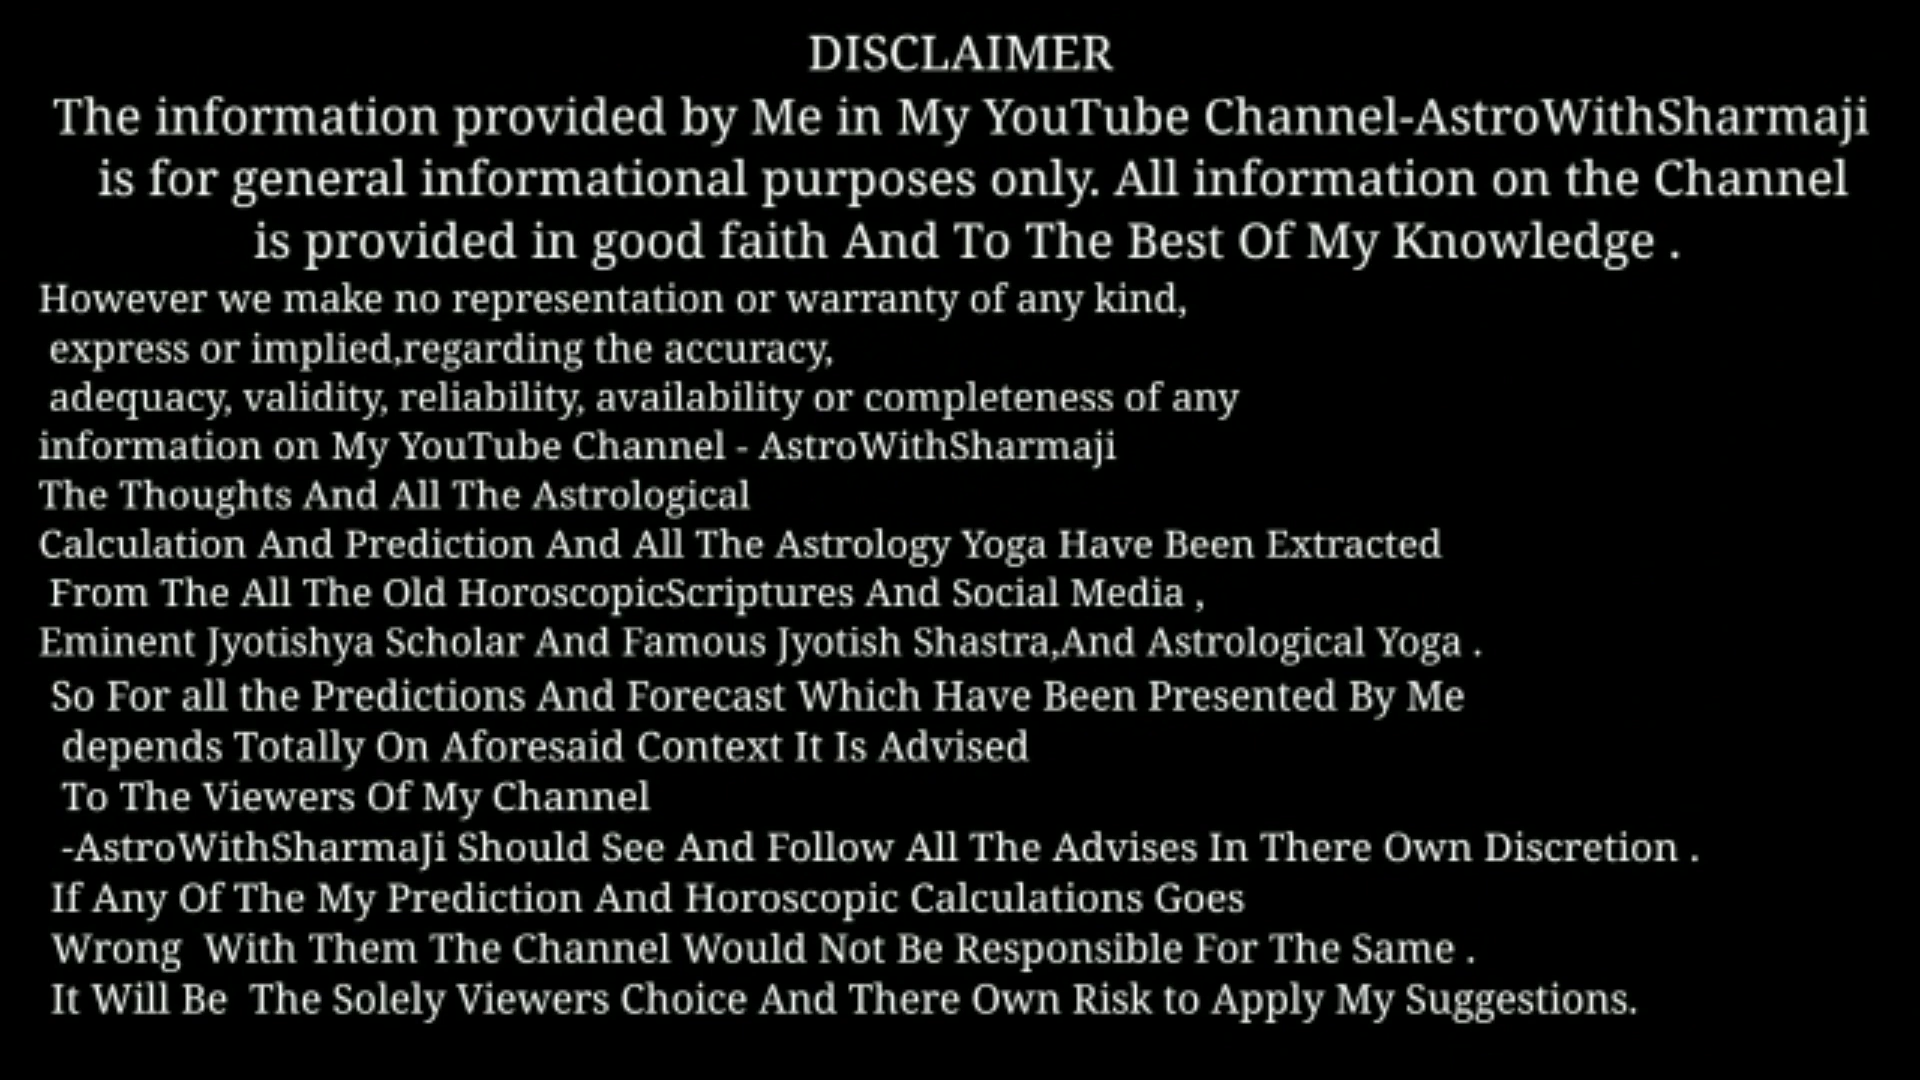 DISCLAIMER
The information provided by Me in My YouTube Channel-AstroWithSharmaji
is for general informational purposes only. All information on the Channel
is provided in good faith And To The Best Of My Knowledge .
However we make no representation or warranty of any kind,
express or implied,regarding the accuracy,
adequacy, validity, reliability, availability or completeness of any
information on My YouTube Channel - AstroWithSharmaji
The Thoughts And All The Astrological
Calculation And Prediction And All The Astrology Yoga Have Been Extracted
From The All The Old HoroscopicScriptures And Social Media ,
Eminent Jyotishya Scholar And Famous Jyotish Shastra,And Astrological Yoga .
So For all the Predictions And Forecast Which Have Been Presented By Me
depends Totally On Aforesaid Context It Is Advised
To The Viewers Of My Channel
-AstroWithSharmaJi Should See And Follow All The Advises In There Own Discretion .
If Any Of The My Prediction And Horoscopic Calculations Goes
Wrong  With Them The Channel Would Not Be Responsible For The Same .
It Will Be  The Solely Viewers Choice And There Own Risk to Apply My Suggestions.